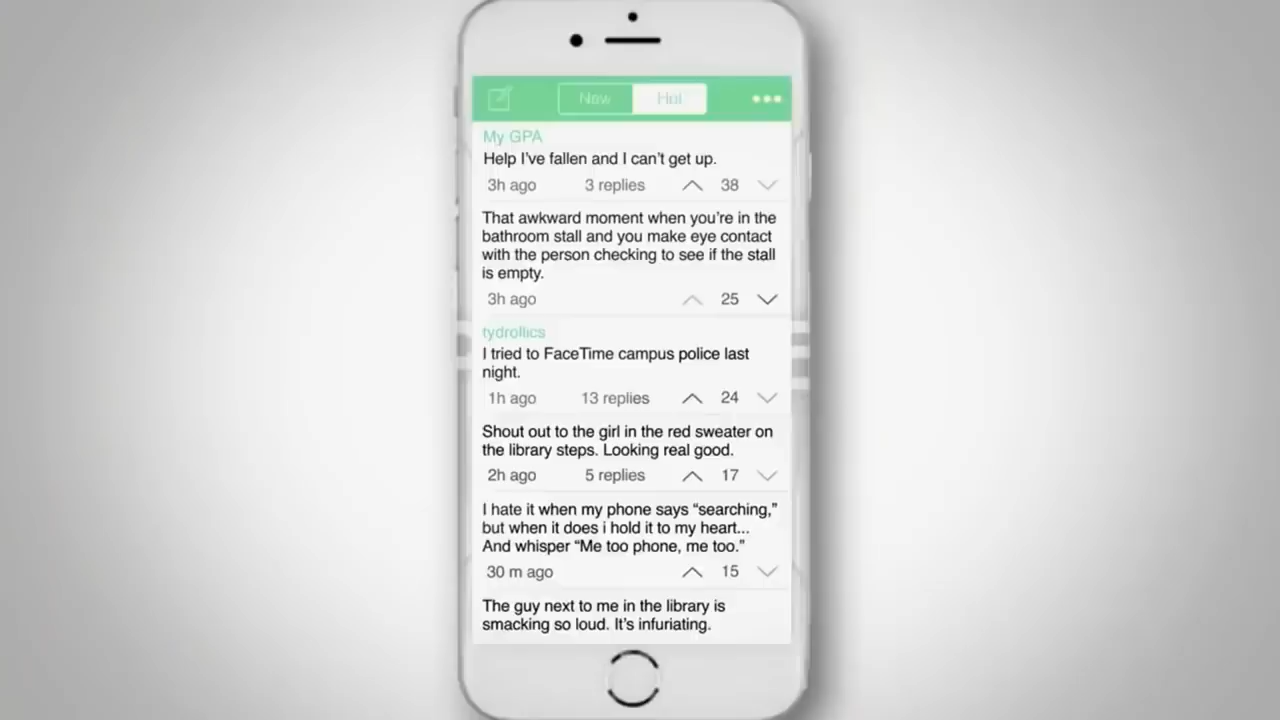 New Hot
My GPA
Help I've fallen and I can't get up.
3h ago 3 replies 38
That awkward moment when you're in the
bathroom stall and you make eye contact
with the person checking to see if the stall
is empty.
3h ago 25
tydrollics
I tried to FaceTime campus police last
night.
1h ago 13 replies 24
Shout out to the girl in the red sweater on
the library steps. Looking real good.
2h ago 5 replies 17
I hate it when my phone says “searching,”
but when it does i hold it to my heart...
And whisper “Me too phone, me too.”
30 m ago 15
The guy next to me in the library is
smacking so loud. It's infuriating.